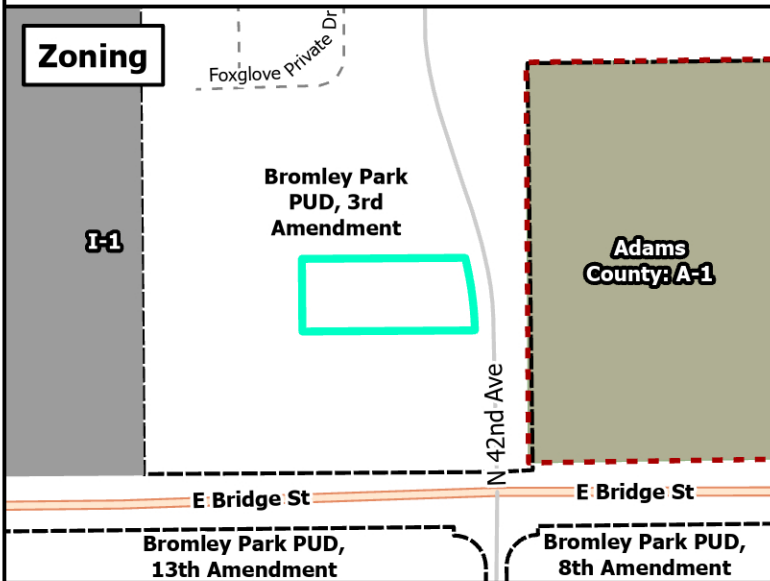 Zoning
Foxglove Private Dr
Bromley Park
PUD, 3rd
Amendment
I-1
Adams
County: A-1
N 42nd Ave
E Bridge St
E Bridge St
Bromley Park PUD,
13th Amendment
Bromley Park PUD,
8th Amendment